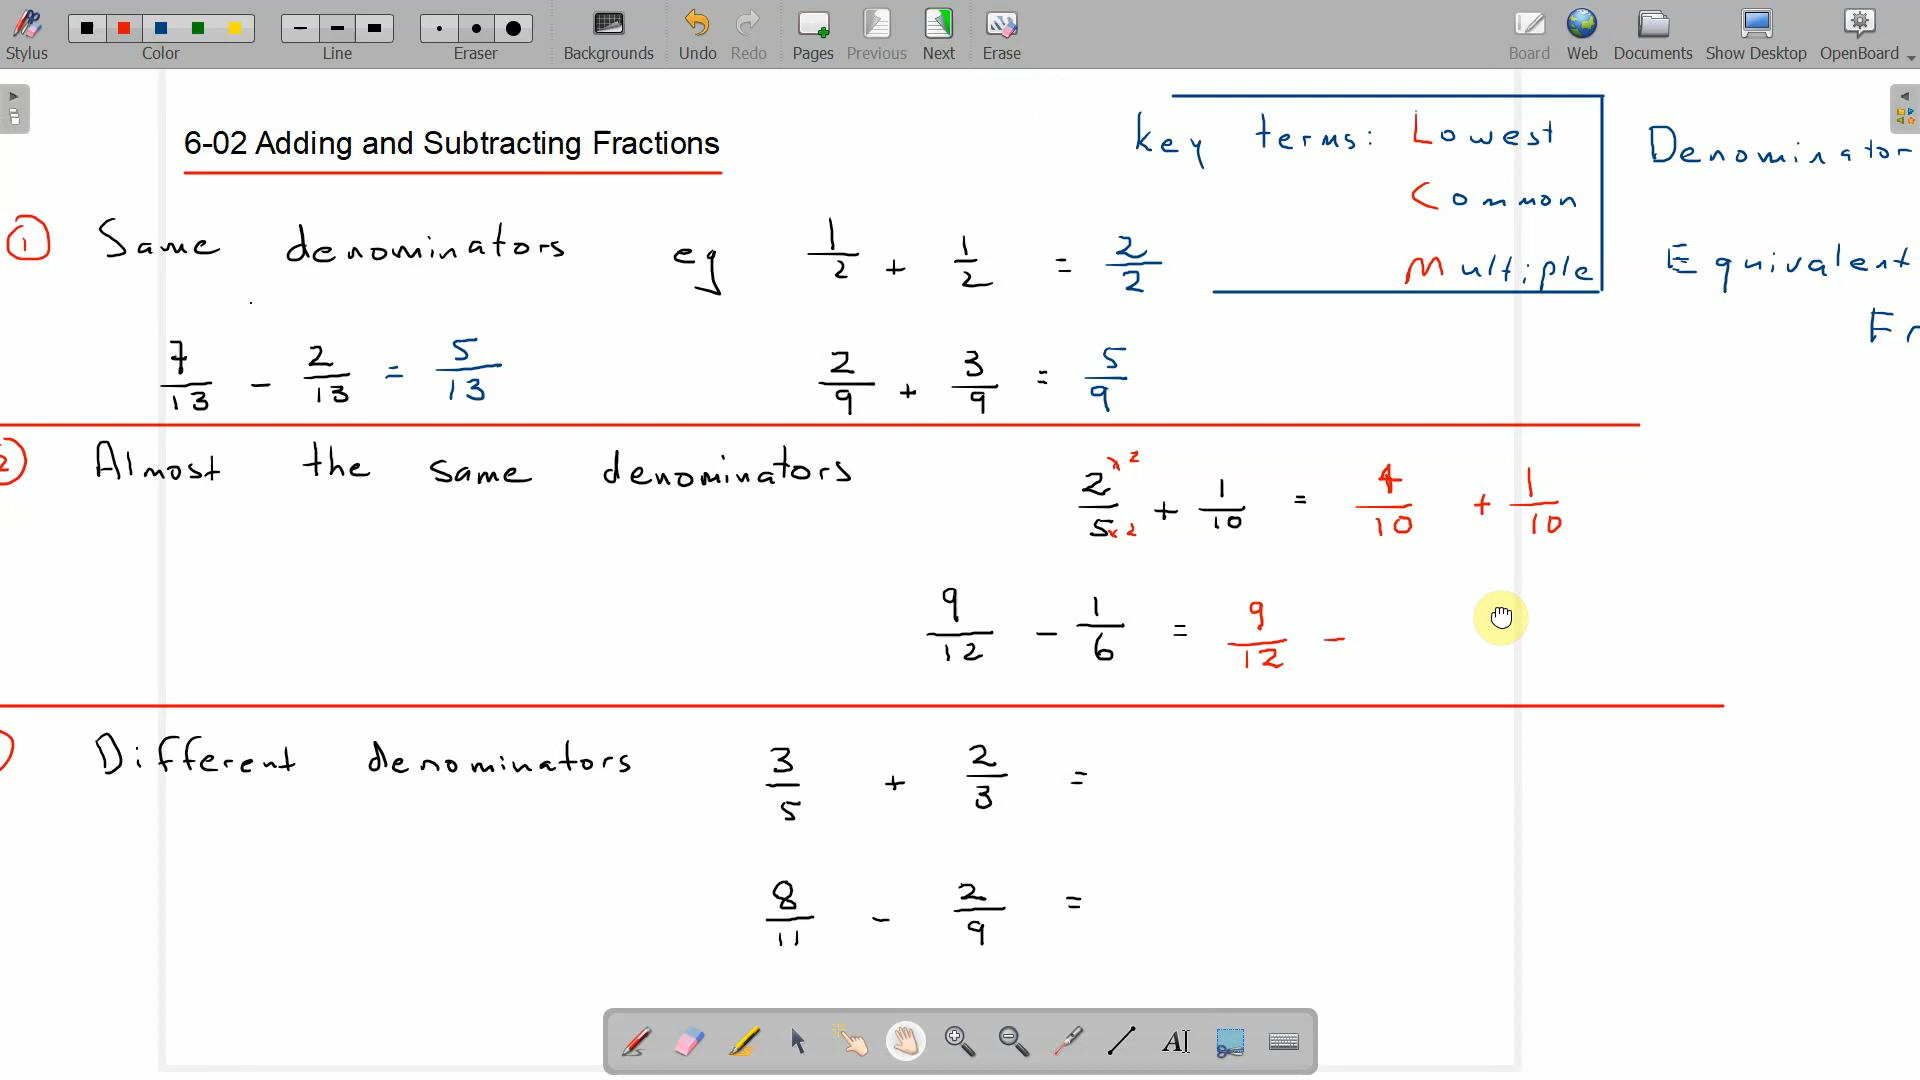 Stylus Color Line Eraser Backgrounds Undo Redo Pages Previous Next Erase Board Web Documents Show Desktop OpenBoard
6-02 Adding and Subtracting Fractions
key terms: Lowest
Common
Multiple
Denominator
Equivalent
Fr
① Same denominators eg 1/2 + 1/2 = 2/2
7/13 - 2/13 = 5/13
2/9 + 3/9 = 5/9
② Almost the same denominators
2/5 ×2 ×2 + 1/10 = 4/10 + 1/10
9/12 - 1/6 = 9/12 -
Different denominators
3/5 + 2/3 =
8/11 - 2/9 =